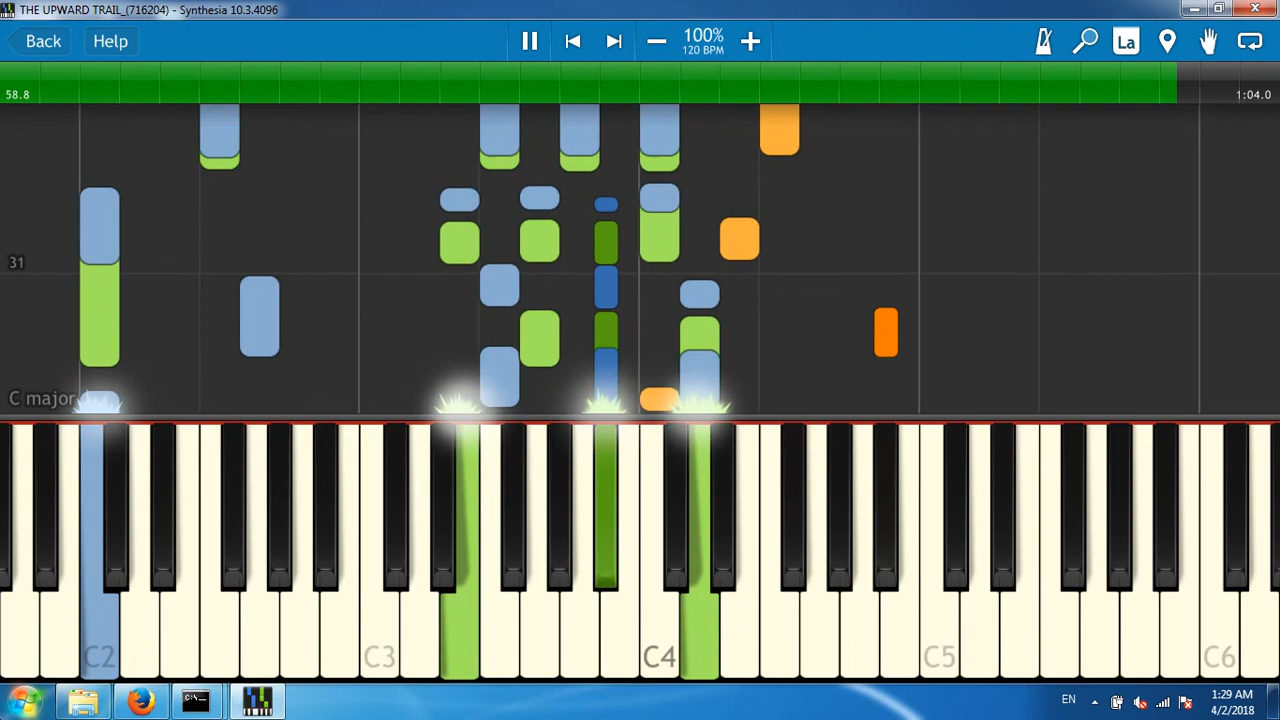 THE UPWARD TRAIL_(716204) - Synthesia 10.3.4096
Back
Help
100%
120 BPM
La
58.8
1:04.0
31
C major
C2
C3
C4
C5
C6
C:\.
EN
1:29 AM
4/2/2018